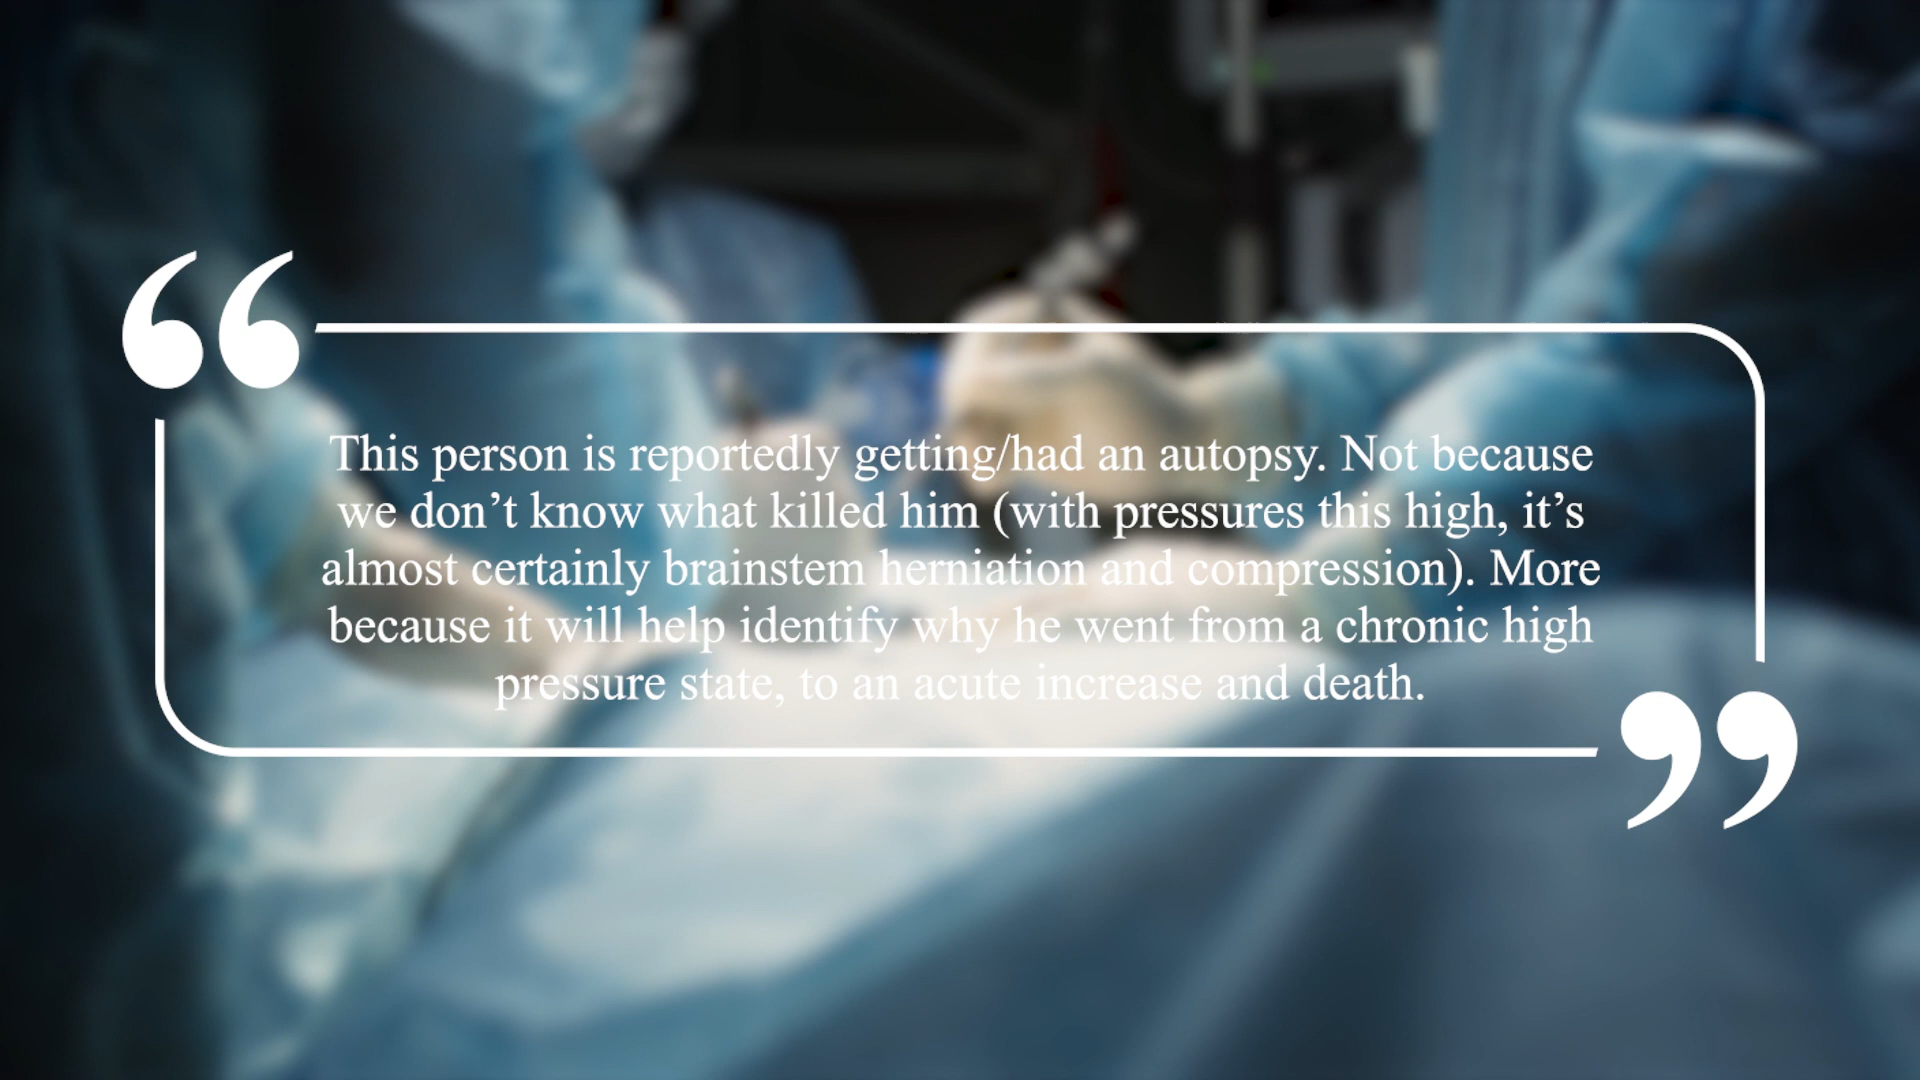 “
This person is reportedly getting/had an autopsy. Not because
we don’t know what killed him (with pressures this high, it’s
almost certainly brainstem herniation and compression). More
because it will help identify why he went from a chronic high
pressure state, to an acute increase and death.
”